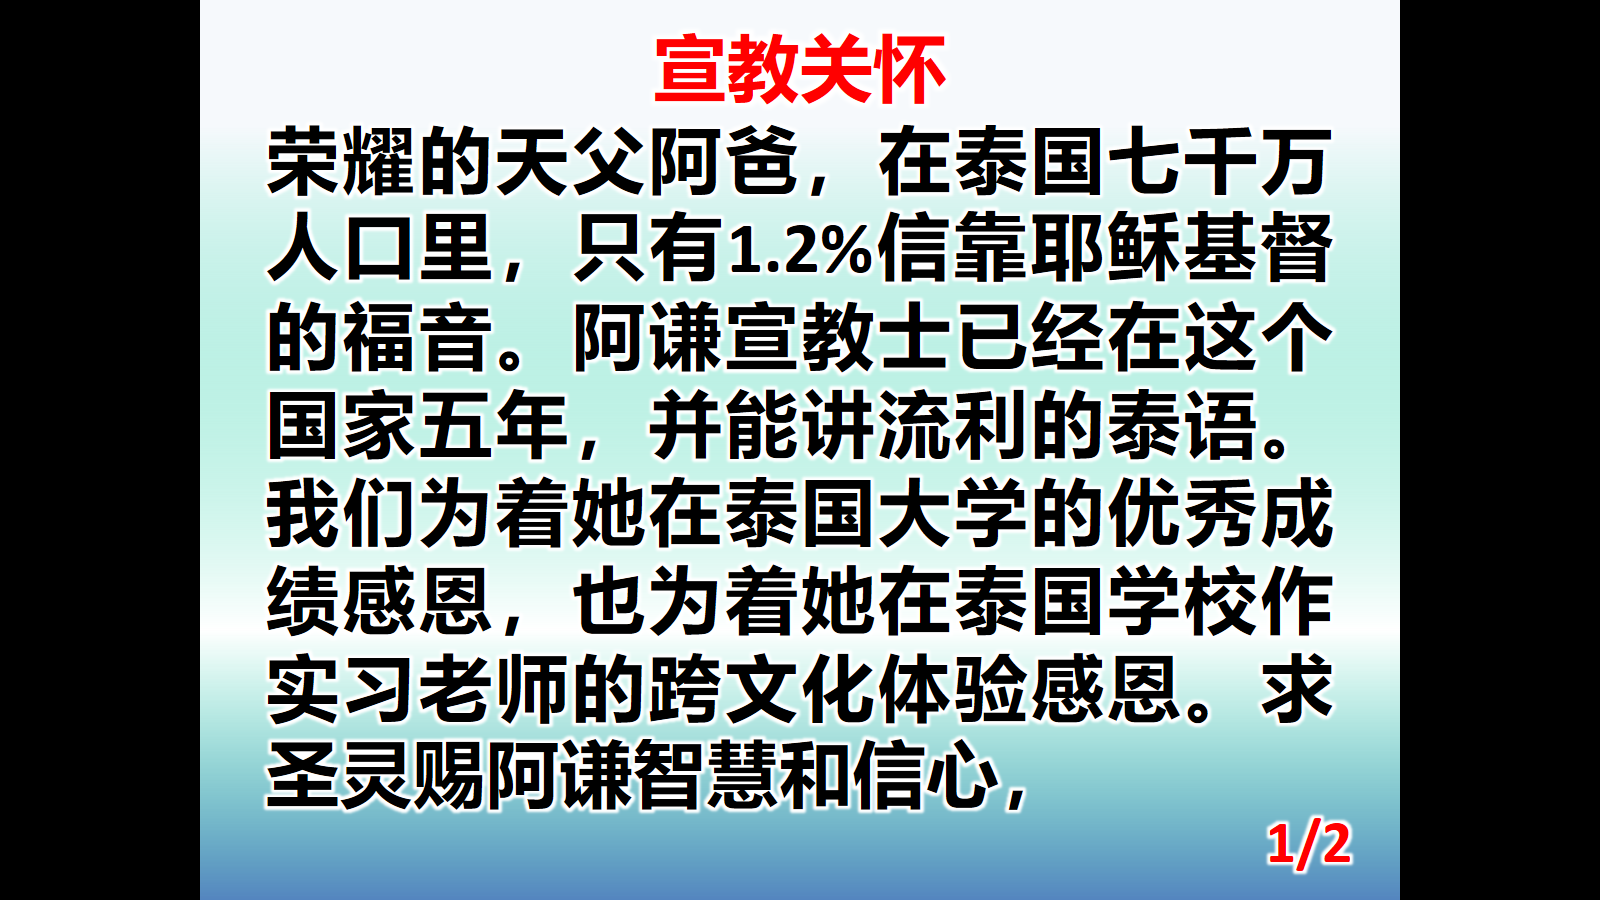 宣教关怀
荣耀的天父阿爸，在泰国七千万
人口里，只有1.2%信靠耶稣基督
的福音。阿谦宣教士已经在这个
国家五年，并能讲流利的泰语。
我们为着她在泰国大学的优秀成
绩感恩，也为着她在泰国学校作
实习老师的跨文化体验感恩。求
圣灵赐阿谦智慧和信心，
1/2